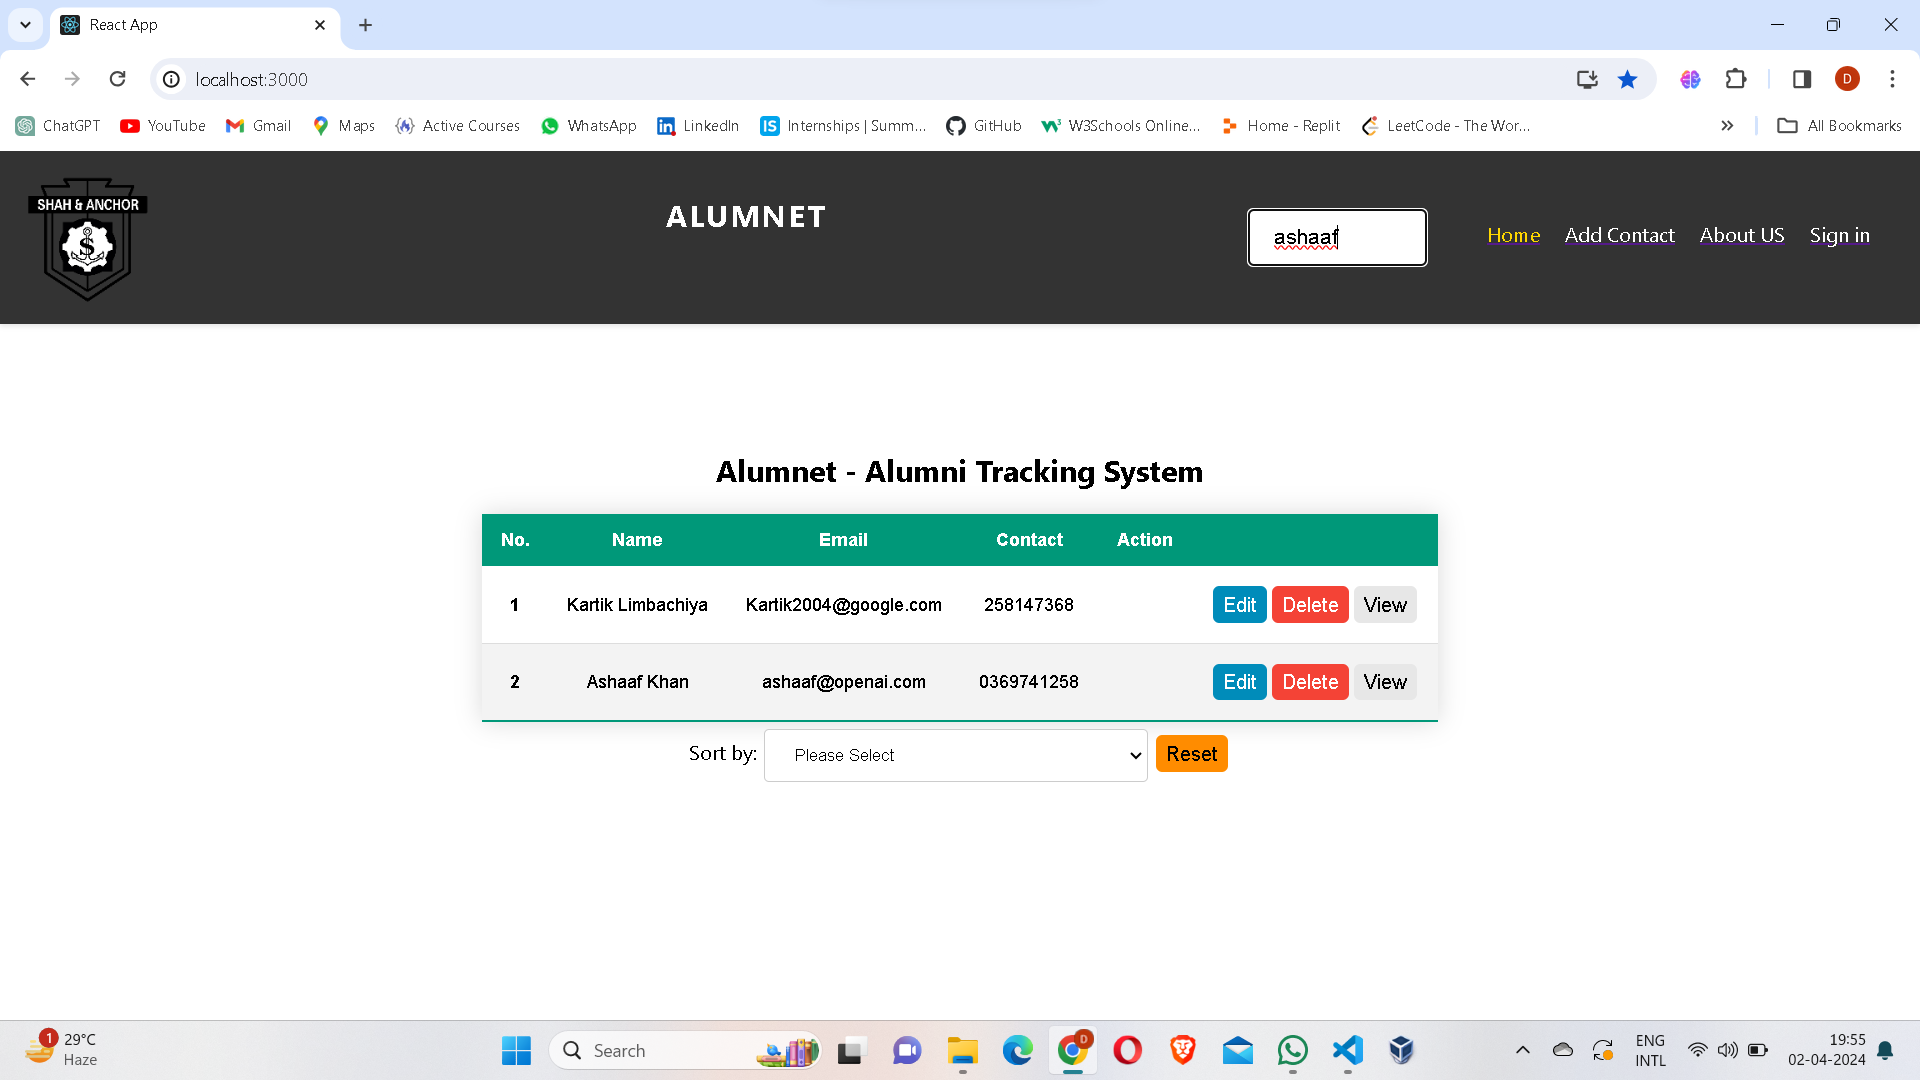 React App
localhost:3000
ChatGPT YouTube Gmail Maps Active Courses WhatsApp LinkedIn Internships | Summ... GitHub W3Schools Online... Home - Replit LeetCode - The Wor... All Bookmarks
SHAH & ANCHOR
ALUMNET
ashaaf
Home Add Contact About US Sign in
Alumnet - Alumni Tracking System
No. Name Email Contact Action
1 Kartik Limbachiya Kartik2004@google.com 258147368 Edit Delete View
2 Ashaaf Khan ashaaf@openai.com 0369741258 Edit Delete View
Sort by: Please Select Reset
1 29°C
Haze
Search
D
ENG
INTL
19:55
02-04-2024